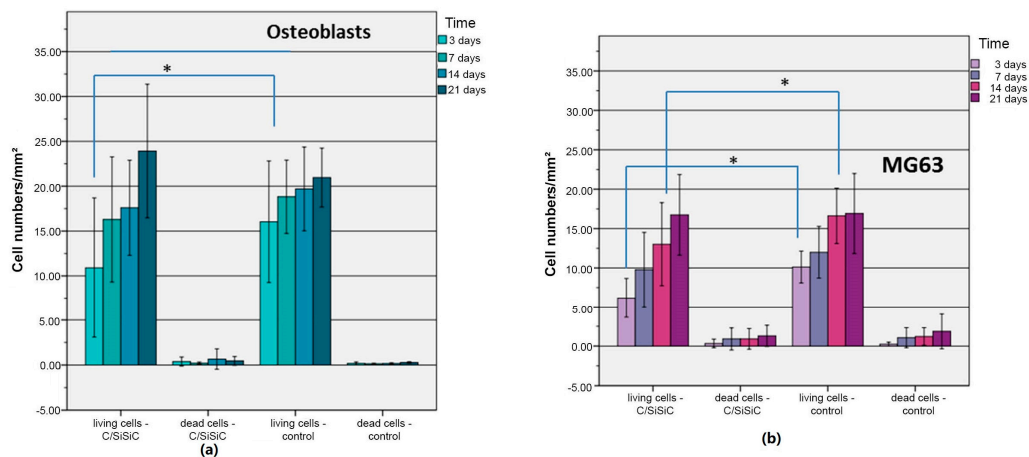 Osteoblasts
Time
3 days
7 days
14 days
21 days
Cell numbers/mm²
35.00
30.00
25.00
20.00
15.00
10.00
5.00
0.00
-5.00
*
living cells -
C/SiSiC
dead cells -
C/SiSiC
living cells -
control
dead cells -
control
(a)
MG63
Time
3 days
7 days
14 days
21 days
Cell numbers/mm²
35.00
30.00
25.00
20.00
15.00
10.00
5.00
0.00
-5.00
*
*
living cells -
C/SiSiC
dead cells -
C/SiSiC
living cells -
control
dead cells -
control
(b)